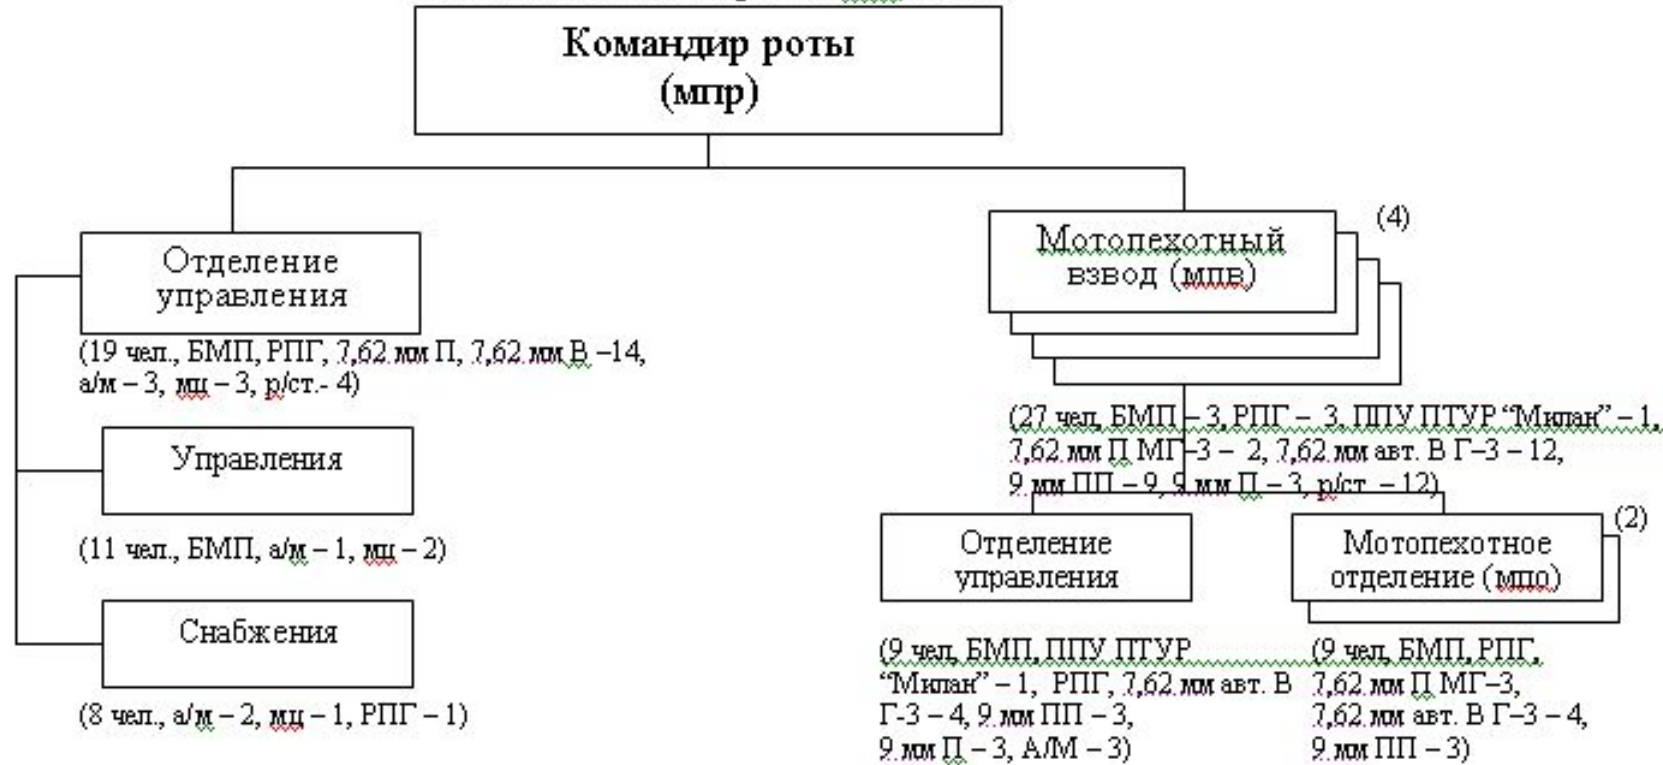 Командир роты
(мпр)
Отделение
управления
(19 чел., БМП, РПГ, 7,62 мм П, 7,62 мм В –14,
а/м – 3, мц – 3, р/ст.- 4)
Управления
(11 чел., БМП, а/м – 1, мц – 2)
Снабжения
(8 чел., а/м – 2, мц – 1, РПГ – 1)
(4)
Мотопехотный
взвод (мпв)
(27 чел, БМП – 3, РПГ – 3, ППУ ПТУР “Милан” – 1,
7,62 мм П МГ–3 – 2, 7,62 мм авт. В Г–3 – 12,
9 мм ПП – 9, 9 мм П – 3, р/ст. – 12)
Отделение
управления
(9 чел, БМП, ППУ ПТУР
“Милан” – 1, РПГ, 7,62 мм авт. В
Г-3 – 4, 9 мм ПП – 3,
9 мм П – 3, А/М – 3)
(2)
Мотопехотное
отделение (мпо)
(9 чел, БМП, РПГ,
7,62 мм П МГ–3,
7,62 мм авт. В Г–3 – 4,
9 мм ПП – 3)